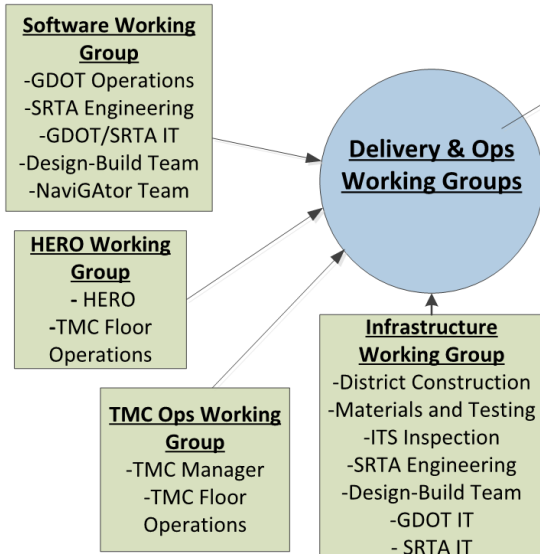 Software Working
Group
-GDOT Operations
-SRTA Engineering
-GDOT/SRTA IT
-Design-Build Team
-NaviGAtor Team
Delivery & Ops
Working Groups
HERO Working
Group
- HERO
-TMC Floor
Operations
TMC Ops Working
Group
-TMC Manager
-TMC Floor
Operations
Infrastructure
Working Group
-District Construction
-Materials and Testing
-ITS Inspection
-SRTA Engineering
-Design-Build Team
-GDOT IT
- SRTA IT